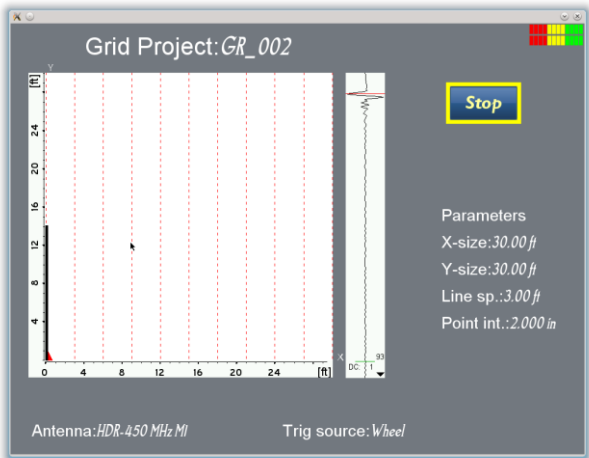 Grid Project:GR_002
Y
[ft]
24
20
16
12
8
4
0 4 8 12 16 20 24 [ft]
X
93
DC: 1
Stop
Parameters
X-size:30.00 ft
Y-size:30.00 ft
Line sp.:3.00 ft
Point int.:2.000 in
Antenna:HDR-450 MHz MI
Trig source:Wheel